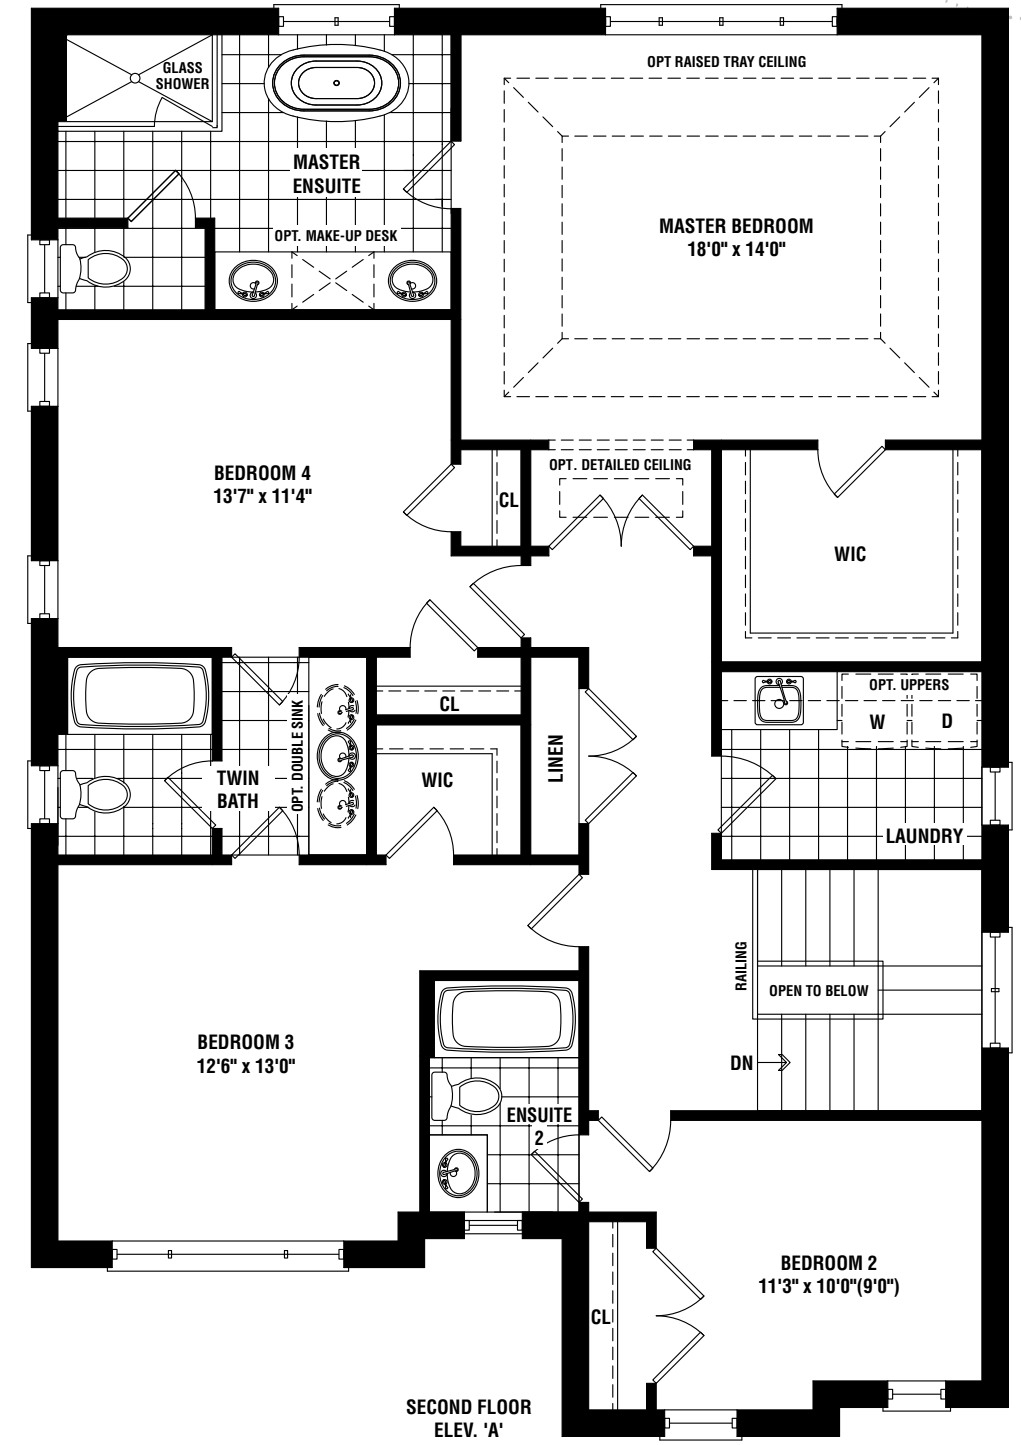 GLASS
SHOWER
OPT RAISED TRAY CEILING
MASTER
ENSUITE
OPT. MAKE-UP DESK
MASTER BEDROOM
18'0" x 14'0"
BEDROOM 4
13'7" x 11'4"
CL
OPT. DETAILED CEILING
WIC
OPT. UPPERS
W
D
LAUNDRY
CL
WIC
LINEN
OPT. DOUBLE SINK
TWIN
BATH
RAILING
OPEN TO BELOW
DN
BEDROOM 3
12'6" x 13'0"
ENSUITE
2
BEDROOM 2
11'3" x 10'0"(9'0")
CL
SECOND FLOOR
ELEV. 'A'